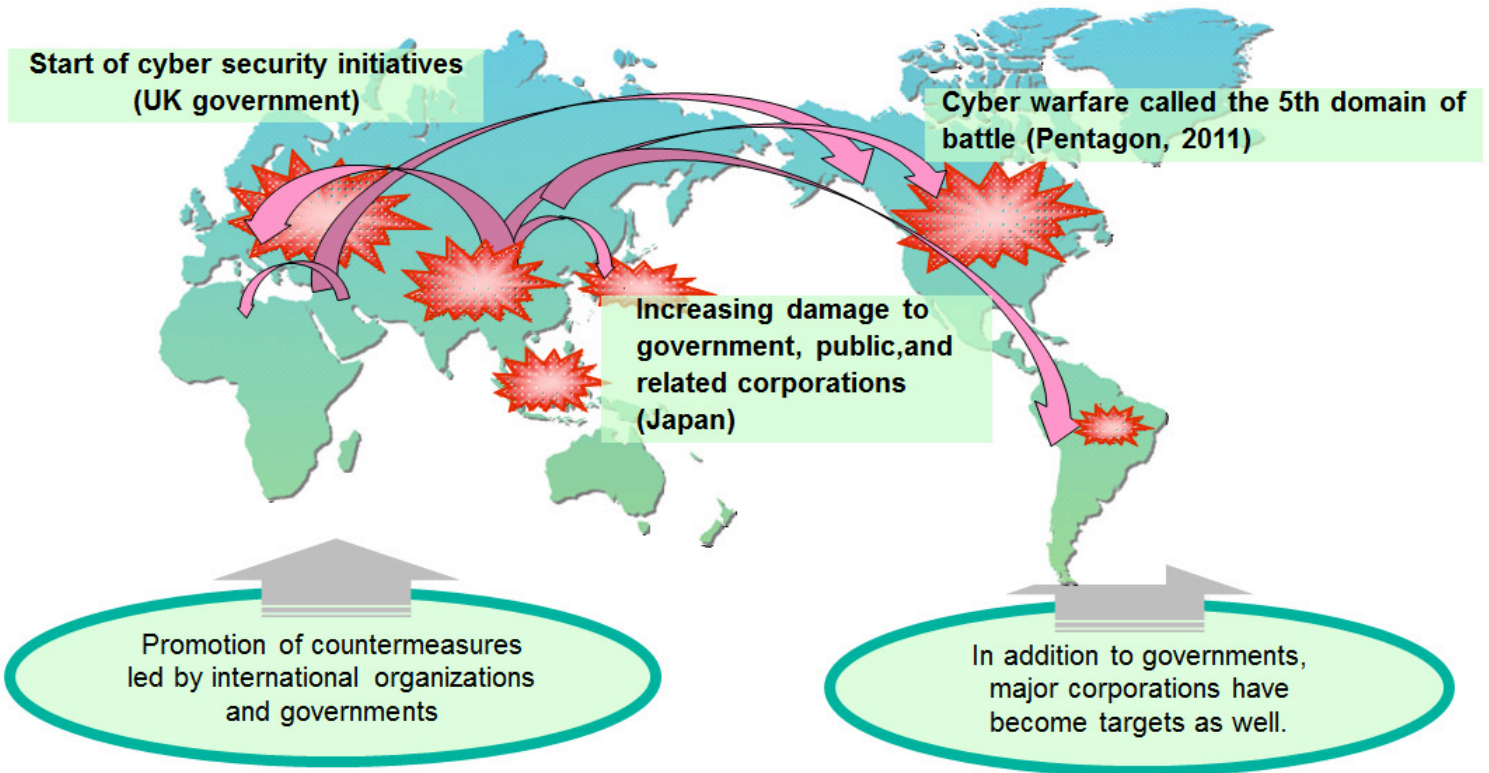 Start of cyber security initiatives
(UK government)
Cyber warfare called the 5th domain of
battle (Pentagon, 2011)
Increasing damage to
government, public,and
related corporations
(Japan)
Promotion of countermeasures
led by international organizations
and governments
In addition to governments,
major corporations have
become targets as well.